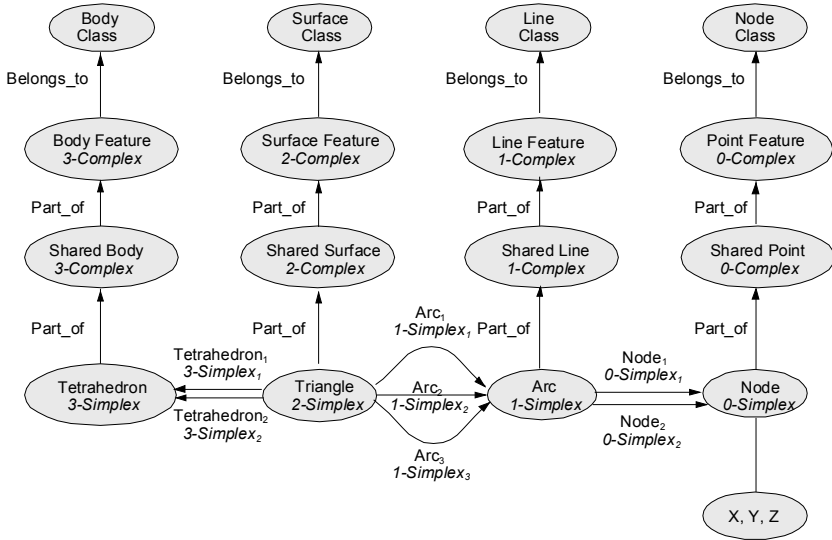 Body
Class
Surface
Class
Line
Class
Node
Class
Belongs_to
Belongs_to
Belongs_to
Belongs_to
Body Feature
3-Complex
Surface Feature
2-Complex
Line Feature
1-Complex
Point Feature
0-Complex
Part_of
Part_of
Part_of
Part_of
Shared Body
3-Complex
Shared Surface
2-Complex
Shared Line
1-Complex
Shared Point
0-Complex
Part_of
Part_of
Arc1
1-Simplex1
Part_of
Part_of
Tetrahedron1
3-Simplex1
Node1
0-Simplex1
Tetrahedron
3-Simplex
Triangle
2-Simplex
Arc2
1-Simplex2
Arc
1-Simplex
Node
0-Simplex
Tetrahedron2
3-Simplex2
Node2
0-Simplex2
Arc3
1-Simplex3
X, Y, Z